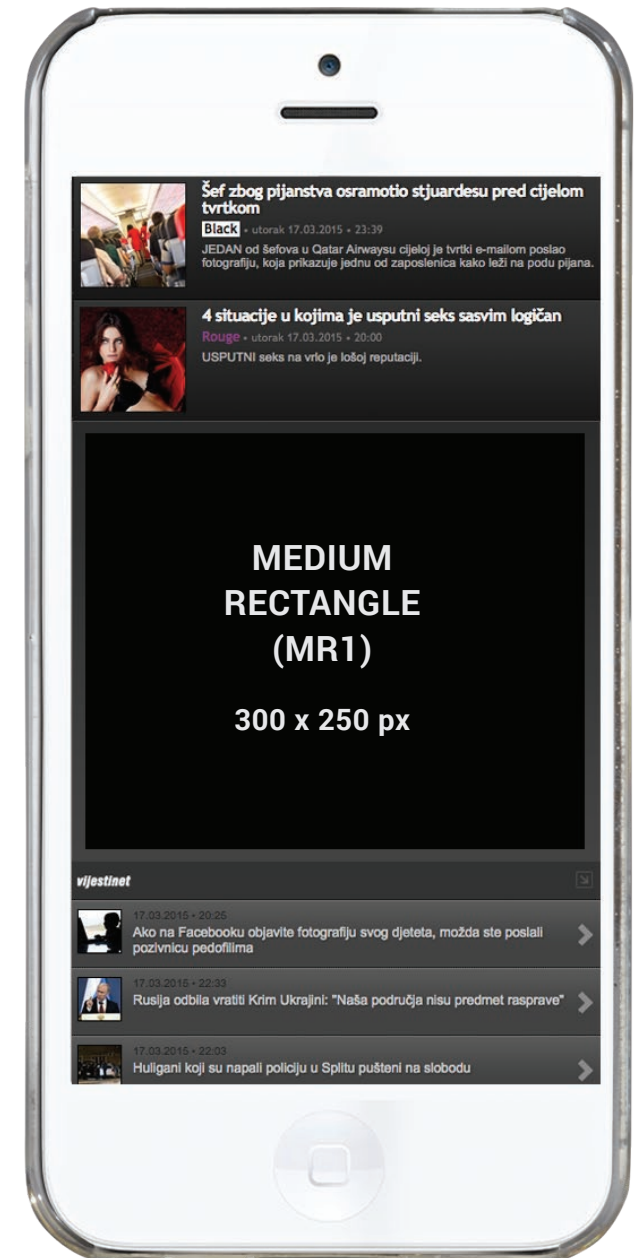 Šef zbog pijanstva osramotio stjuardesu pred cijelom
tvrtkom
Black • utorak 17.03.2015 • 23:39
JEDAN od šefova u Qatar Airwaysu cijeloj je tvrtki e-mailom poslao
fotografiju, koja prikazuje jednu od zaposlenica kako leži na podu pijana.
4 situacije u kojima je usputni seks sasvim logičan
Rouge • utorak 17.03.2015 • 20:00
USPUTNI seks na vrlo je lošoj reputaciji.
MEDIUM
RECTANGLE
(MR1)
300 x 250 px
vijestinet
17.03.2015 • 20:26
Ako na Facebooku objavite fotografiju svog djeteta, možda ste poslali
pozivnicu pedofilima
17.03.2015 • 22:33
Rusija odbila vratiti Krim Ukrajini: "Naša područja nisu predmet rasprave"
17.03.2015 • 22:03
Huligani koji su napali policiju u Splitu pušteni na slobodu